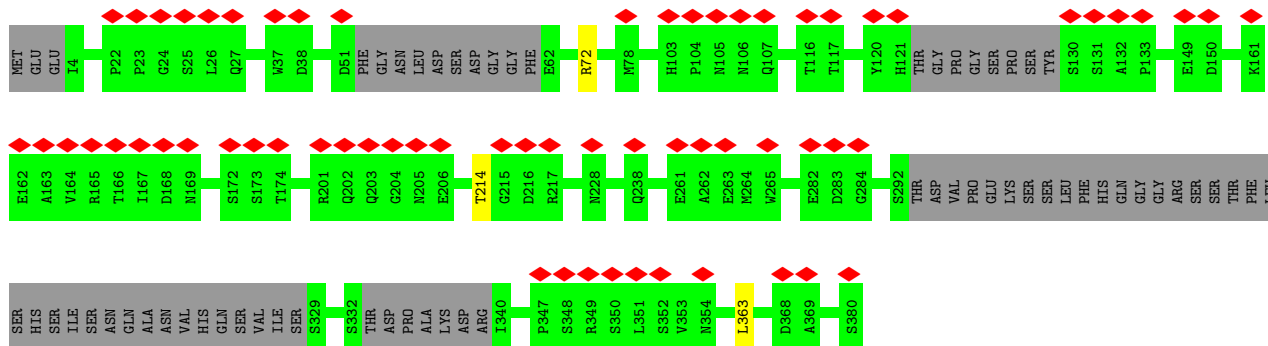 MET GLU GLU I4 P22 P23 G24 S25 L26 Q27 W37 D38 D51 PHE GLY ASN LEU ASP SER ASP GLY GLY PHE E62 R72 M78 H103 P104 N105 N106 Q107 T116 T117 Y120 H121 THR GLY PRO GLY SER PRO SER TYR S130 S131 A132 P133 E149 D150 K161
E162 A163 V164 R165 T166 I167 D168 N169 S172 S173 T174 R201 Q202 Q203 G204 N205 E206 T214 G215 D216 R217 N228 Q238 E261 A262 E263 M264 W265 E282 D283 G284 S292 THR ASP VAL PRO GLU LYS SER SER LEU PHE HIS GLN GLY GLY ARG SER SER THR PHE LEU
SER HIS SER ILE SER ASN GLN ALA ASN VAL HIS GLN SER VAL ILE SER S329 S332 THR ASP PRO ALA LYS ASP ARG I340 P347 S348 R349 S350 L351 S352 V353 N354 L363 D368 A369 S380